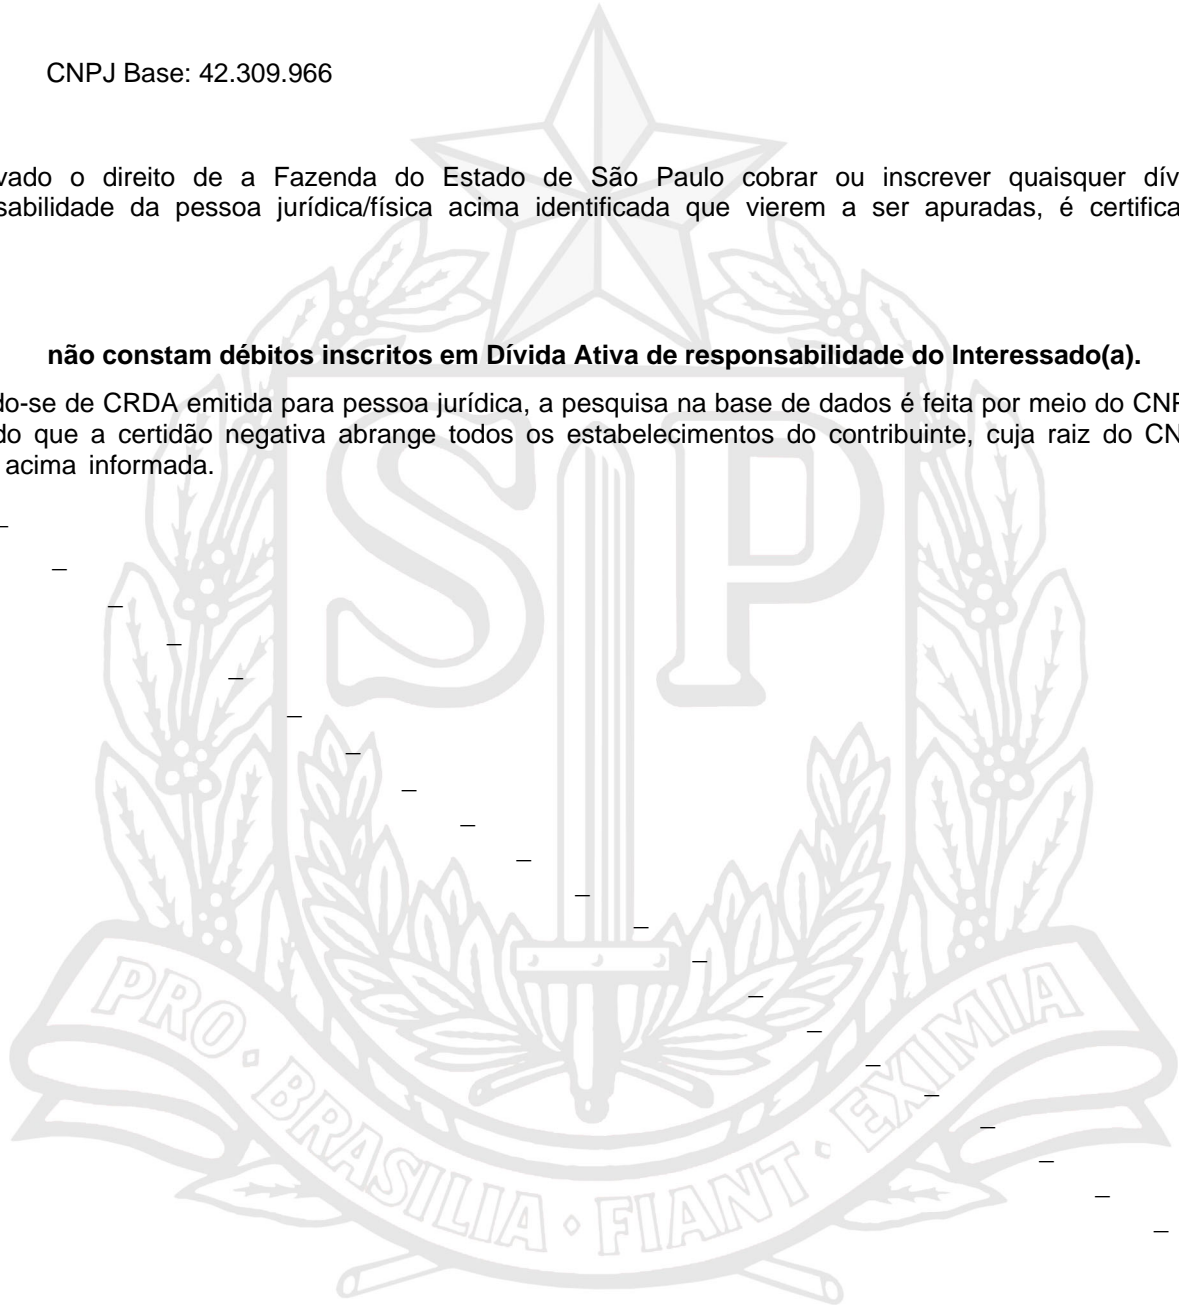 CNPJ Base: 42.309.966
vado o direito de a Fazenda do Estado de São Paulo cobrar ou inscrever quaisquer dív
sabilidade da pessoa jurídica/física acima identificada que vierem a ser apuradas, é certifica
não constam débitos inscritos em Dívida Ativa de responsabilidade do Interessado(a).
do-se de CRDA emitida para pessoa jurídica, a pesquisa na base de dados é feita por meio do CNP
do que a certidão negativa abrange todos os estabelecimentos do contribuinte, cuja raiz do CN
acima informada.
SP
PRO • BRASILIA • FIANT • EXIMIA